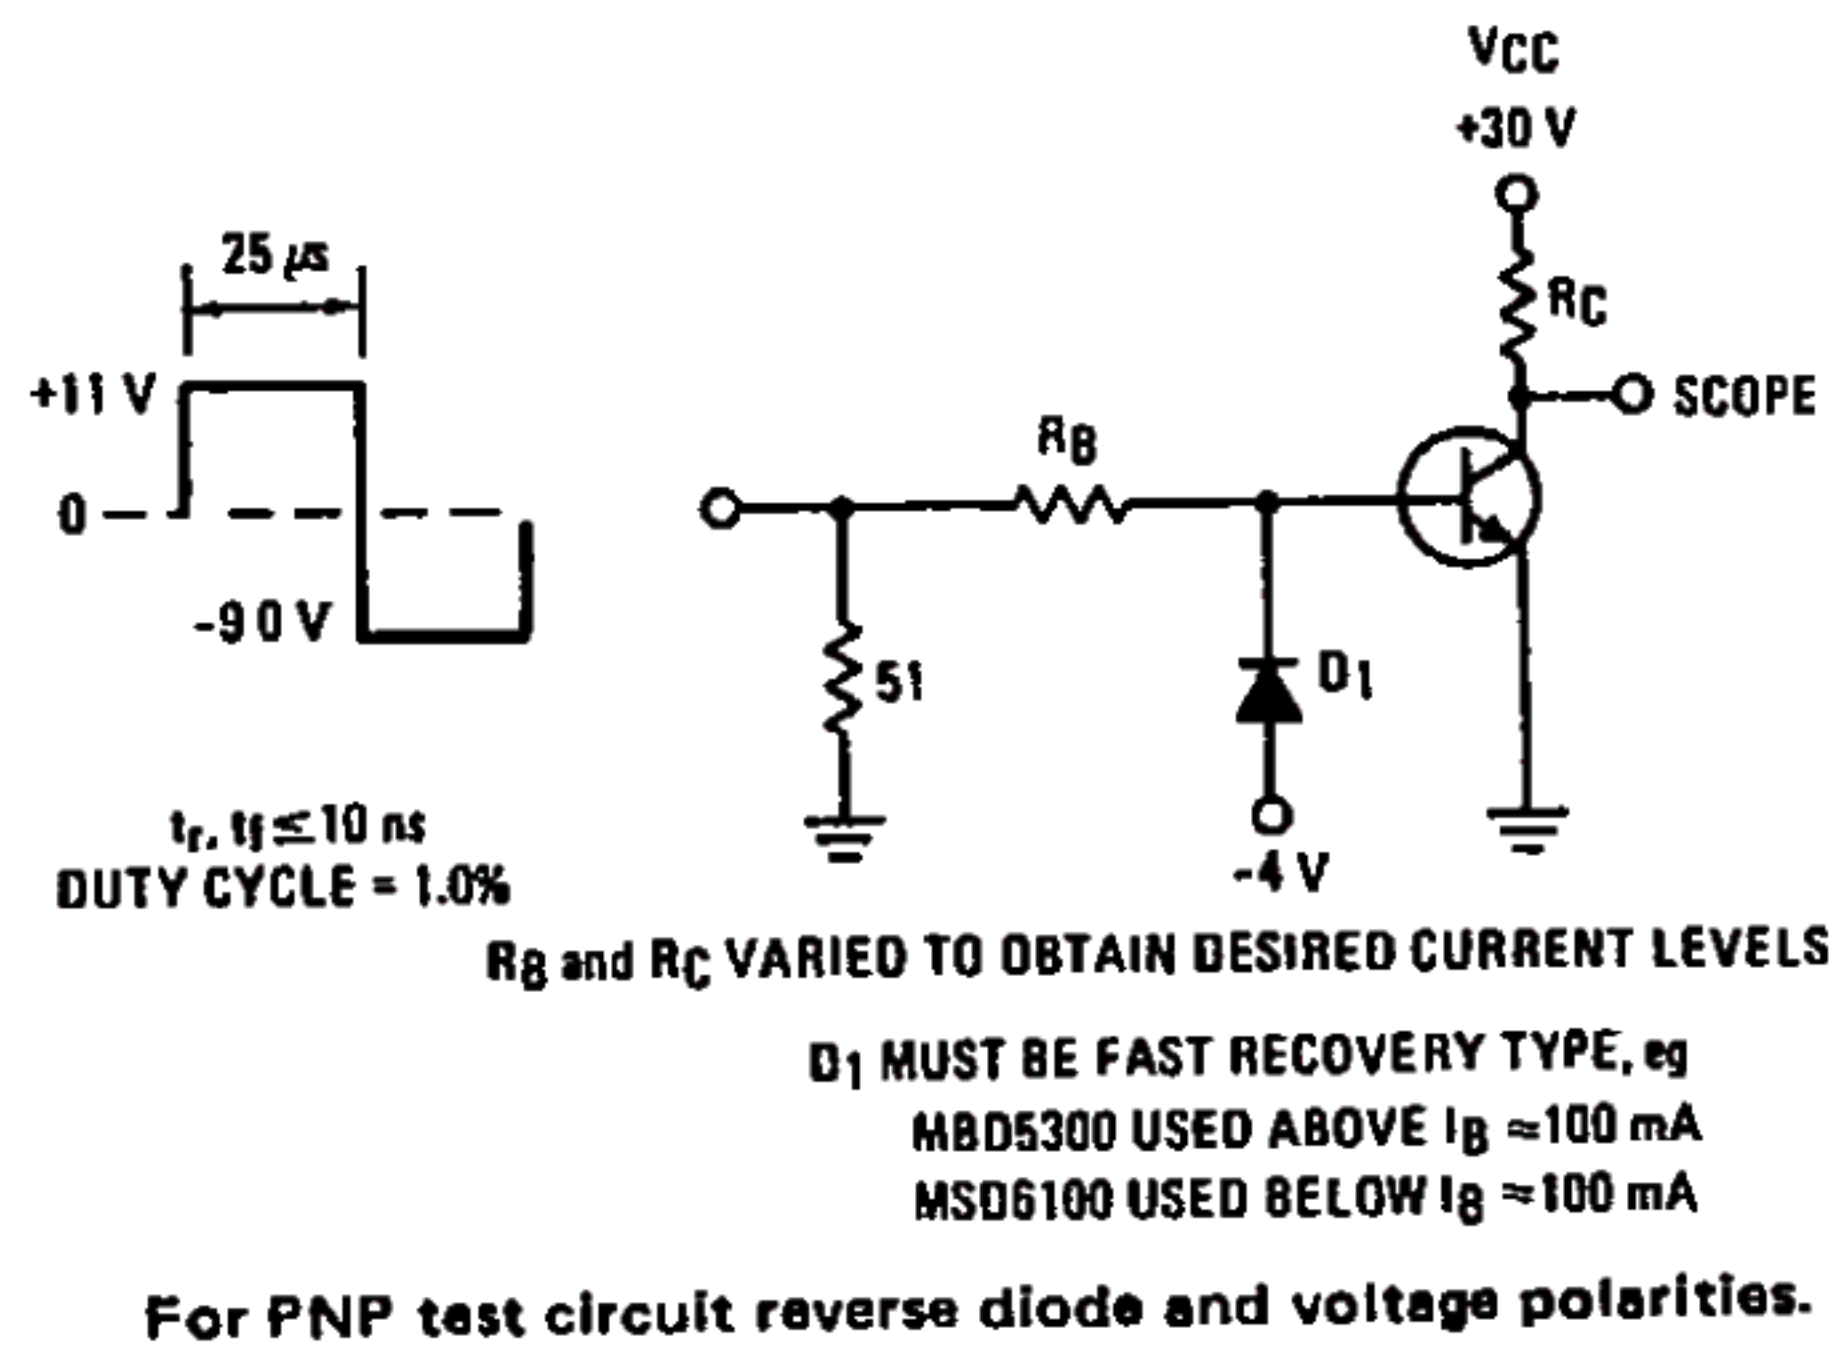 VCC
+30 V
25 μs
RC
+11 V
SCOPE
RB
0
-9 0 V
51
D1
tr, tf ≤ 10 ns
-4 V
DUTY CYCLE = 1.0%
RB and RC VARIED TO OBTAIN DESIRED CURRENT LEVELS
D1 MUST BE FAST RECOVERY TYPE, eg
MBD5300 USED ABOVE IB ≈100 mA
MSD6100 USED BELOW IB ≈100 mA
For PNP test circuit reverse diode and voltage polarities.